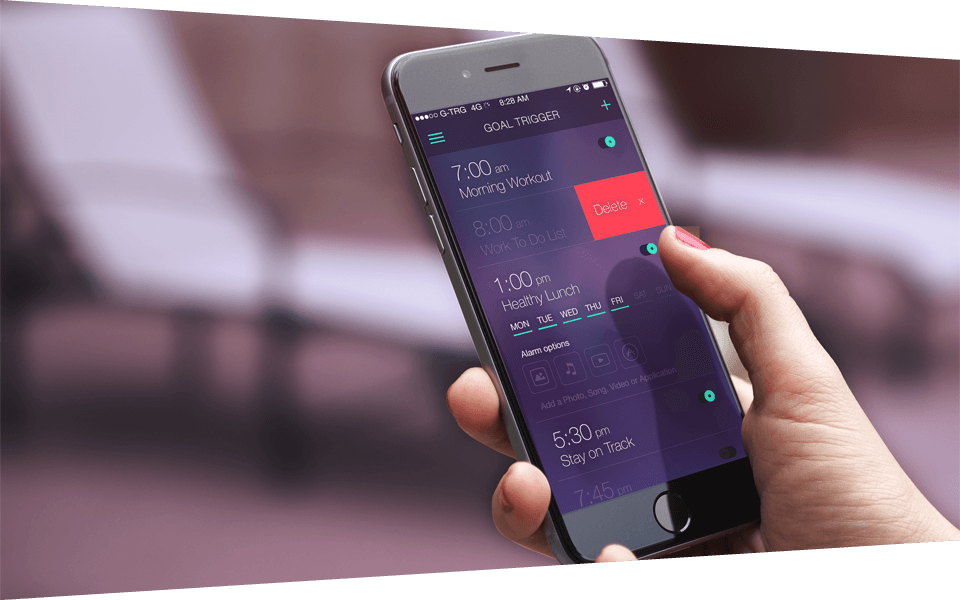 G-TRG 4G 8:28 AM
GOAL TRIGGER +
7:00 am
Morning Workout
Delete ×
8:00 am
Work To Do List
1:00 pm
Healthy Lunch
MON TUE WED THU FRI SAT SUN
Alarm options
Add a Photo, Song, Video or Application
5:30 pm
Stay on Track
7:45 pm